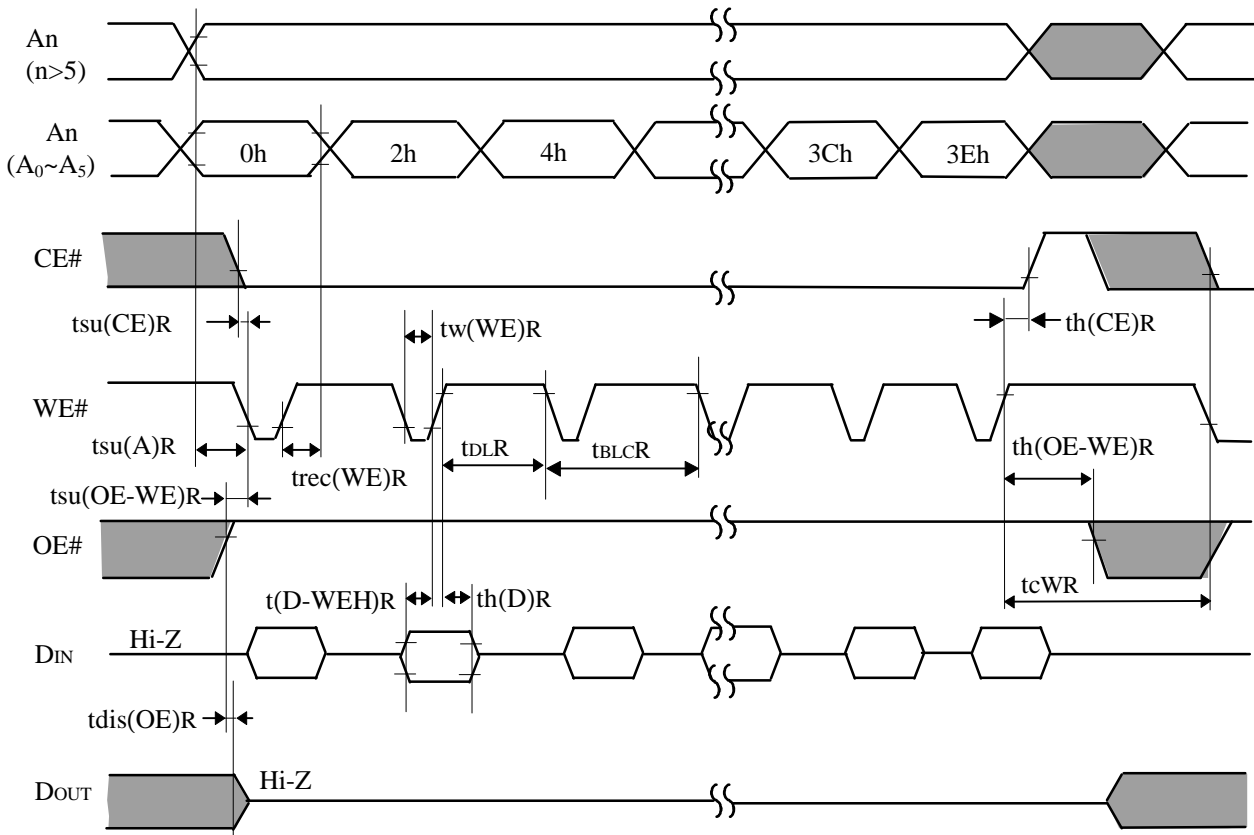 An
(n>5)
An
(A0~A5)
0h 2h 4h 3Ch 3Eh
CE#
tsu(CE)R tw(WE)R th(CE)R
WE#
tsu(A)R trec(WE)R tDLR tBLCR th(OE-WE)R
tsu(OE-WE)R
OE#
t(D-WEH)R th(D)R tcWR
DIN Hi-Z
tdis(OE)R
DOUT Hi-Z